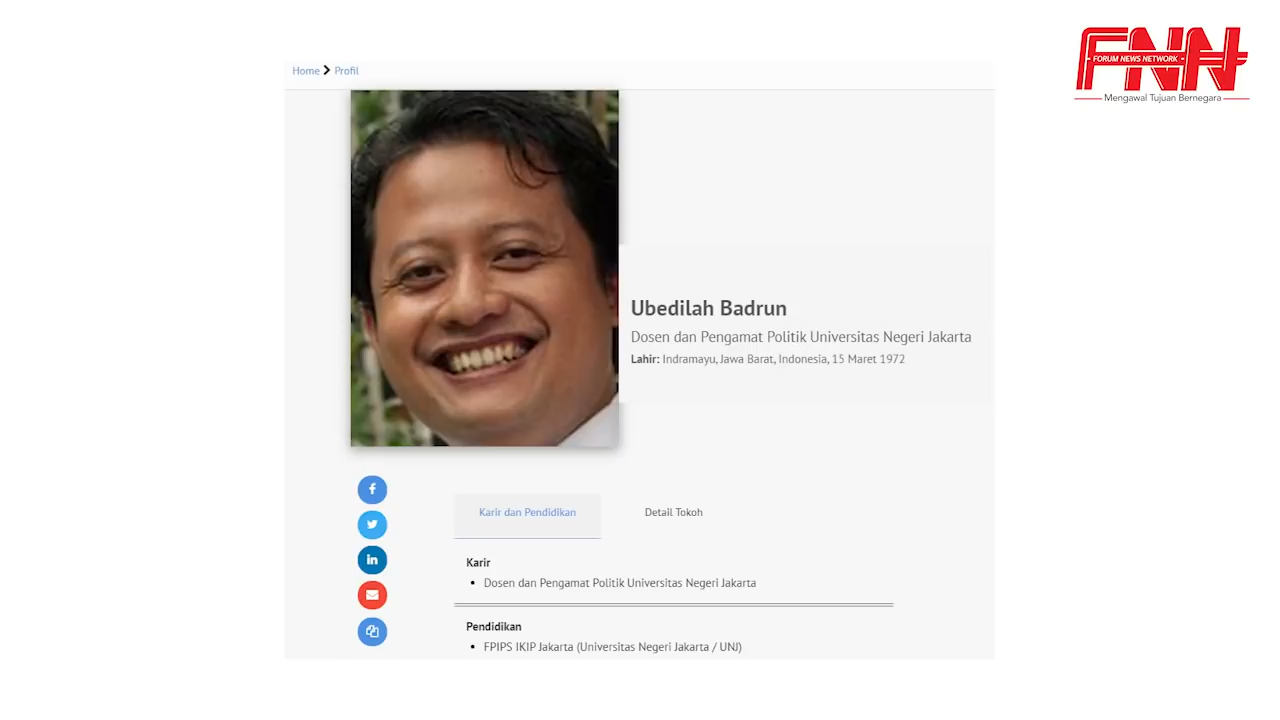 FNN
FORUM NEWS NETWORK
Mengawal Tujuan Bernegara
Home > Profil
Ubedilah Badrun
Dosen dan Pengamat Politik Universitas Negeri Jakarta
Lahir: Indramayu, Jawa Barat, Indonesia, 15 Maret 1972
Karir dan Pendidikan
Detail Tokoh
Karir
• Dosen dan Pengamat Politik Universitas Negeri Jakarta
Pendidikan
• FPIPS IKIP Jakarta (Universitas Negeri Jakarta / UNJ)